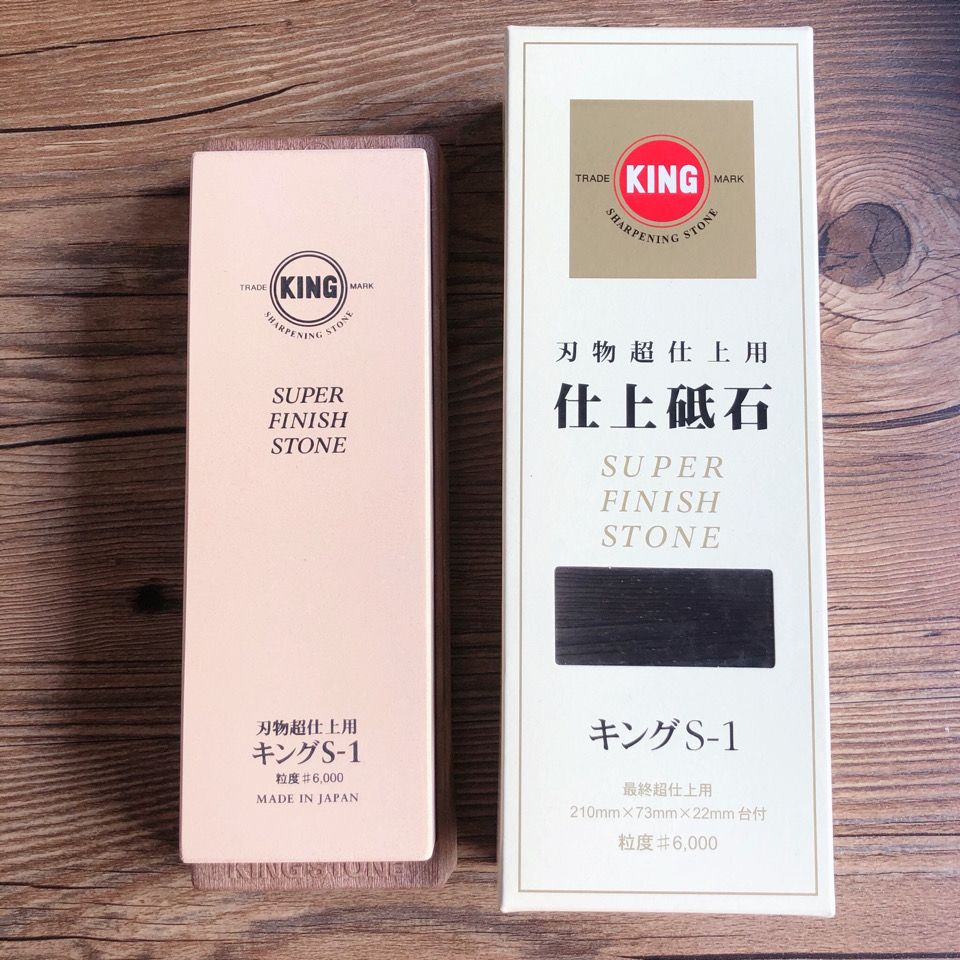 TRADE KING MARK
SHARPENING STONE
SUPER
FINISH
STONE
刃物超仕上用
キングS-1
粒度♯6,000
MADE IN JAPAN
KING STONE
TRADE KING MARK
SHARPENING STONE
刃物超仕上用
仕上砥石
SUPER
FINISH
STONE
キングS-1
最終超仕上用
210mm×73mm×22mm 台付
粒度♯6,000